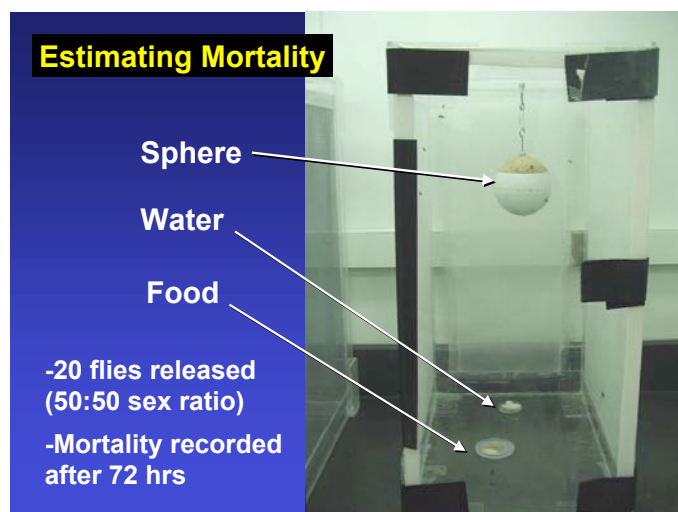 Estimating Mortality
Sphere
Water
Food
-20 flies released
(50:50 sex ratio)
-Mortality recorded
after 72 hrs